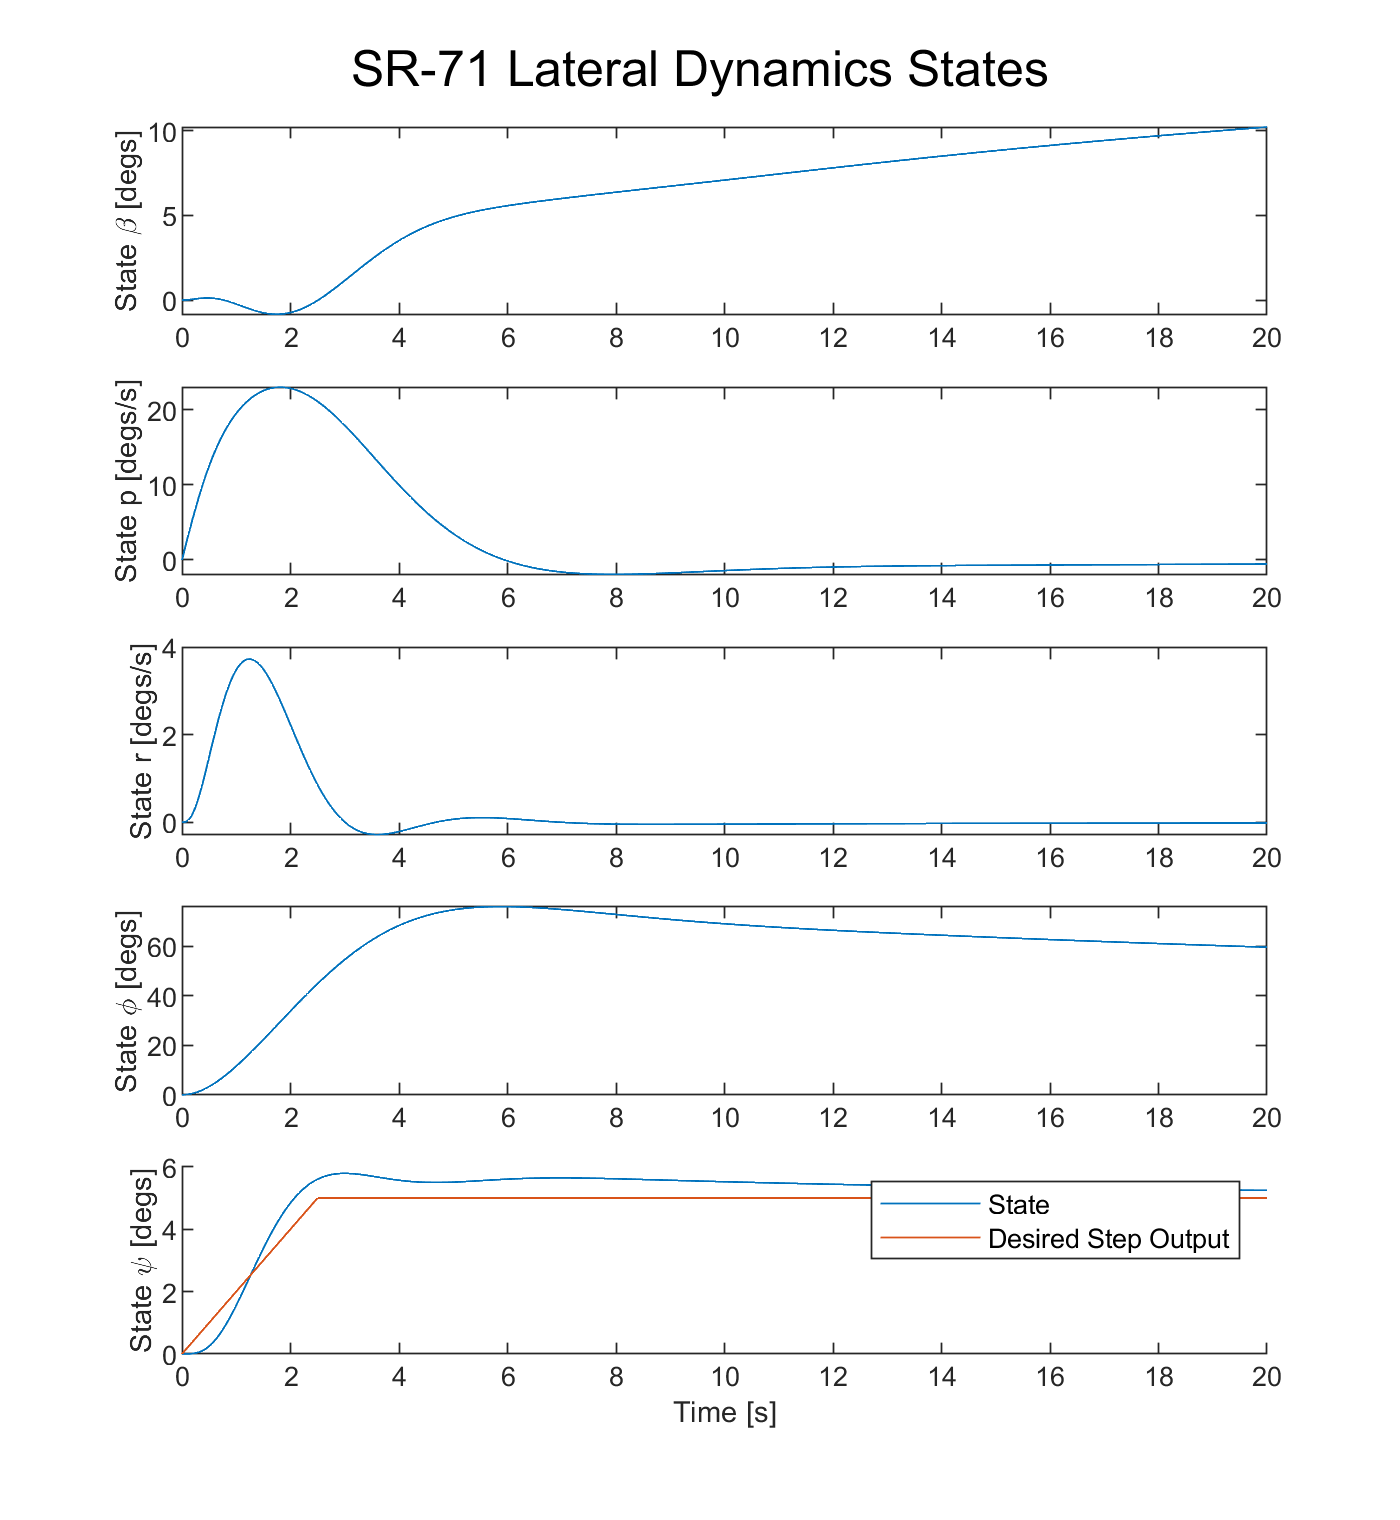 SR-71 Lateral Dynamics States
State β [degs]
10
5
0
0 2 4 6 8 10 12 14 16 18 20
State p [degs/s]
20
10
0
0 2 4 6 8 10 12 14 16 18 20
State r [degs/s]
4
2
0
0 2 4 6 8 10 12 14 16 18 20
State ϕ [degs]
60
40
20
0
0 2 4 6 8 10 12 14 16 18 20
State ψ [degs]
6
4
2
0
State
Desired Step Output
0 2 4 6 8 10 12 14 16 18 20
Time [s]